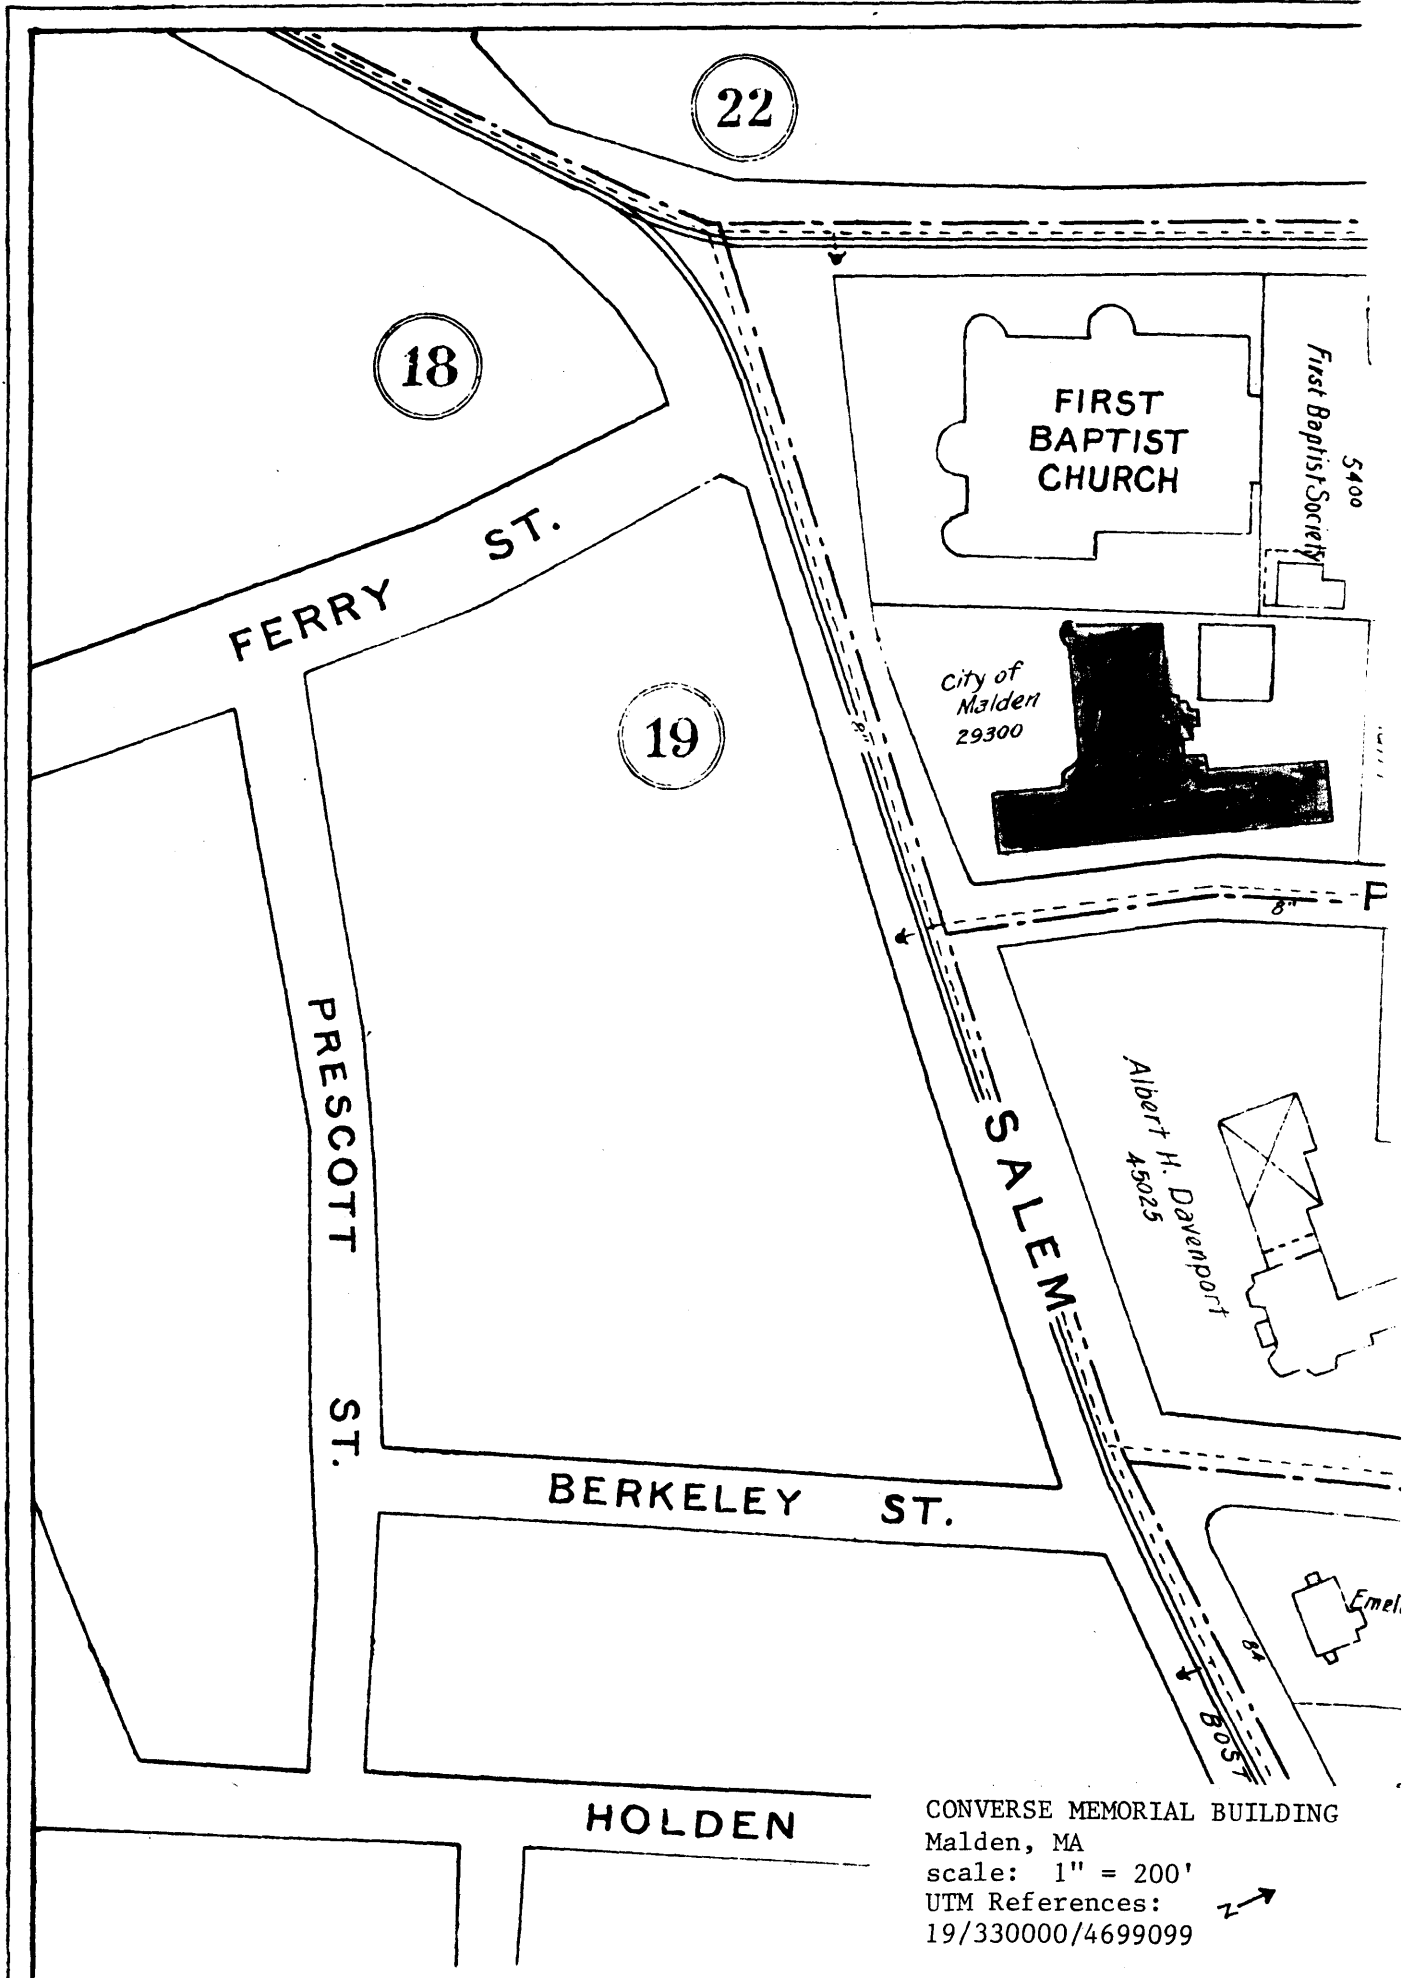 22
18
FIRST
BAPTIST
CHURCH
First Baptist Society
5400
FERRY ST.
City of
Malden
29300
19
8"
8"
P
PRESCOTT ST.
SALEM
Albert H. Davenport
45025
BERKELEY ST.
Emel
BOST
HOLDEN
CONVERSE MEMORIAL BUILDING
Malden, MA
scale: 1" = 200'
UTM References:
19/330000/4699099
N